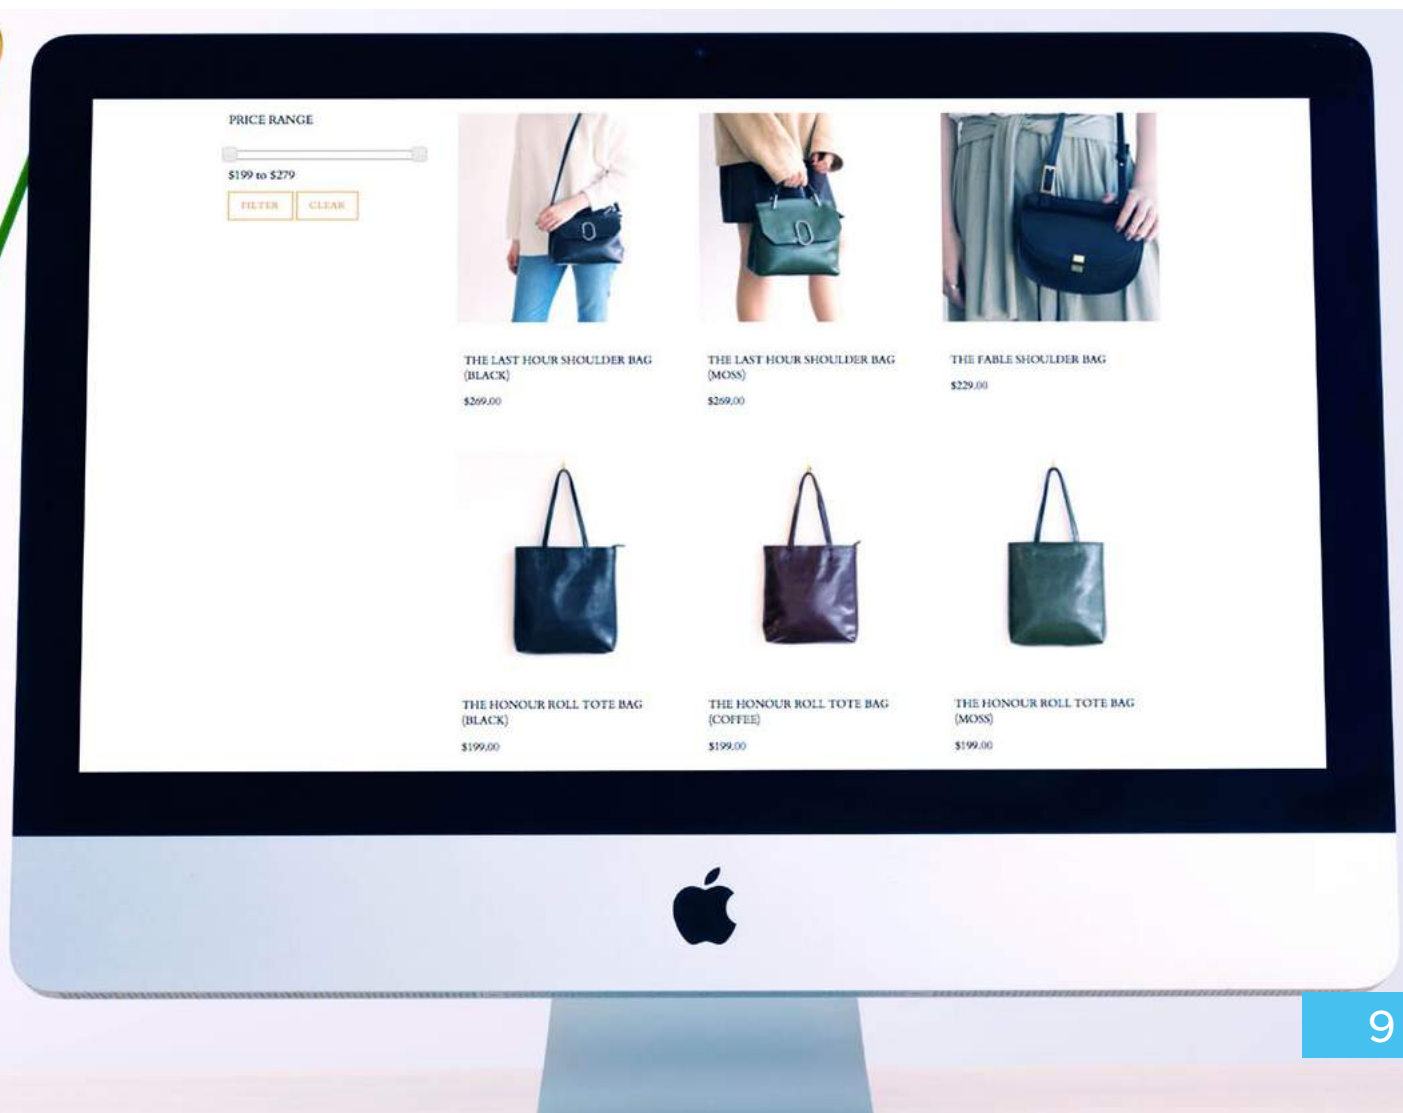 PRICE RANGE
$199 to $279
FILTER
CLEAR
THE LAST HOUR SHOULDER BAG
(BLACK)
$269.00
THE LAST HOUR SHOULDER BAG
(MOSS)
$269.00
THE FABLE SHOULDER BAG
$229.00
THE HONOUR ROLL TOTE BAG
(BLACK)
$199.00
THE HONOUR ROLL TOTE BAG
(COFFEE)
$199.00
THE HONOUR ROLL TOTE BAG
(MOSS)
$199.00
9